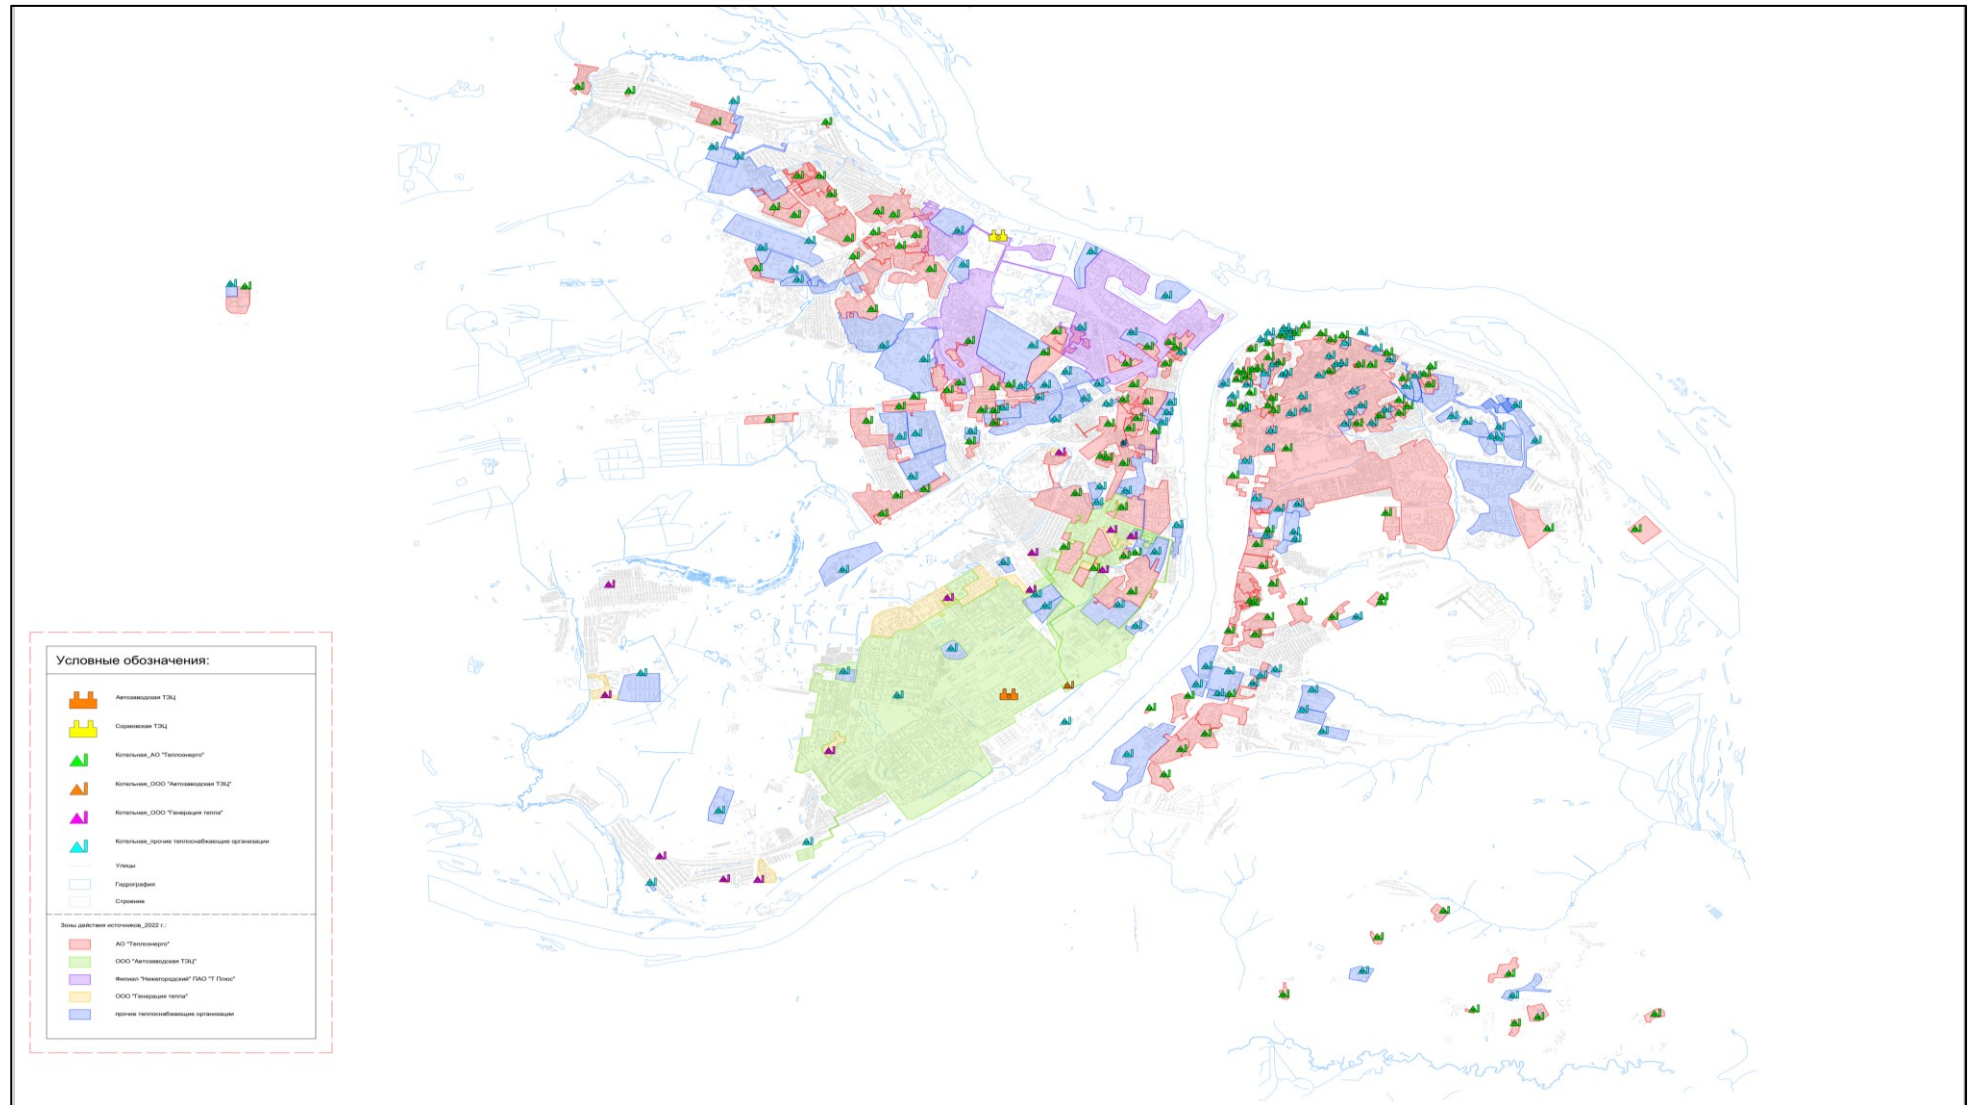 Условные обозначения:
Автозаводская ТЭЦ
Сормовская ТЭЦ
Котельная_АО "Теплоэнерго"
Котельная_ООО "Автозаводская ТЭЦ"
Котельная_ООО "Генерация тепла"
Котельная_прочие теплоснабжающие организации
Улицы
Гидрография
Строения
Зоны действия источников_2022 г.:
АО "Теплоэнерго"
ООО "Автозаводская ТЭЦ"
Филиал "Нижегородский" ПАО "Т Плюс"
ООО "Генерация тепла"
прочие теплоснабжающие организации